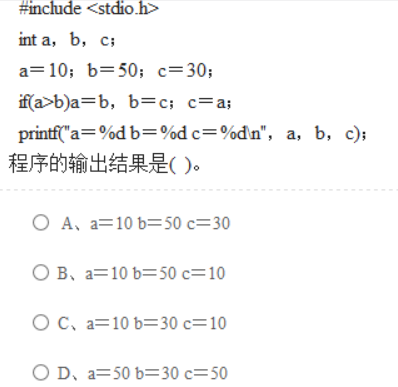 #include <stdio.h>
int a，b，c；
a＝10；b＝50；c＝30；
if(a>b)a＝b，b＝c；c＝a；
printf("a＝%d b＝%d c＝%d\n"，a，b，c)；
程序的输出结果是( )。
A、a＝10 b＝50 c＝30
B、a＝10 b＝50 c＝10
C、a＝10 b＝30 c＝10
D、a＝50 b＝30 c＝50